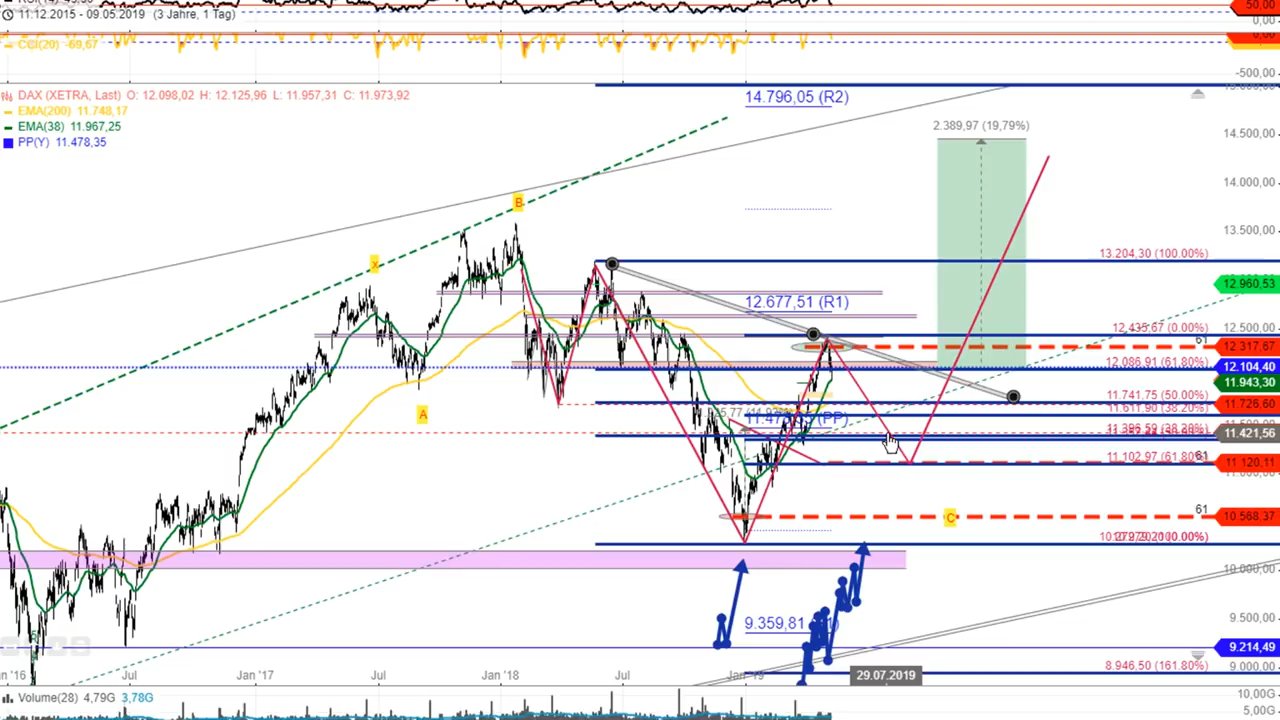 11.12.2015 - 09.05.2019 (3 Jahre, 1 Tag)
50,00
0,00
CCI(20) -69,67
0,00
-500,00
DAX (XETRA, Last) O: 12.098,02 H: 12.125,96 L: 11.957,31 C: 11.973,92
EMA(200) 11.748,17
EMA(38) 11.967,25
PP(Y) 11.478,35
14.796,05 (R2)
2.389,97 (19,79%)
14.500,00
14.000,00
13.500,00
B
x
A
13.204,30 (100.00%)
12.960,53
12.677,51 (R1)
12.435,67 (0.00%)
12.500,00
61
12.317,67
12.086,91 (61.80%)
12.104,40
11.943,30
11.741,75 (50.00%)
11.726,60
11.611,90 (38.20%)
11.421,56
11.102,97 (61.80%)
61
11.120,11
61
C
10.568,37
10.000,00
9.359,81
9.500,00
9.214,49
8.946,50 (161.80%)
9.000,00
Jul
Jan '17
Jul
Jan '18
Jul
29.07.2019
Volume(28) 4,79G 3,78G
10,00G
5,00G